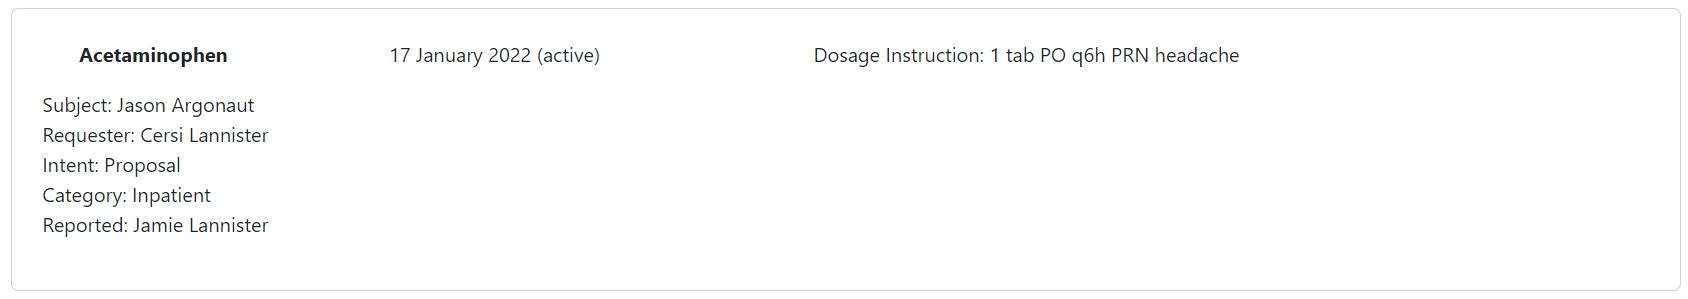 Acetaminophen 17 January 2022 (active) Dosage Instruction: 1 tab PO q6h PRN headache
Subject: Jason Argonaut
Requester: Cersi Lannister
Intent: Proposal
Category: Inpatient
Reported: Jamie Lannister